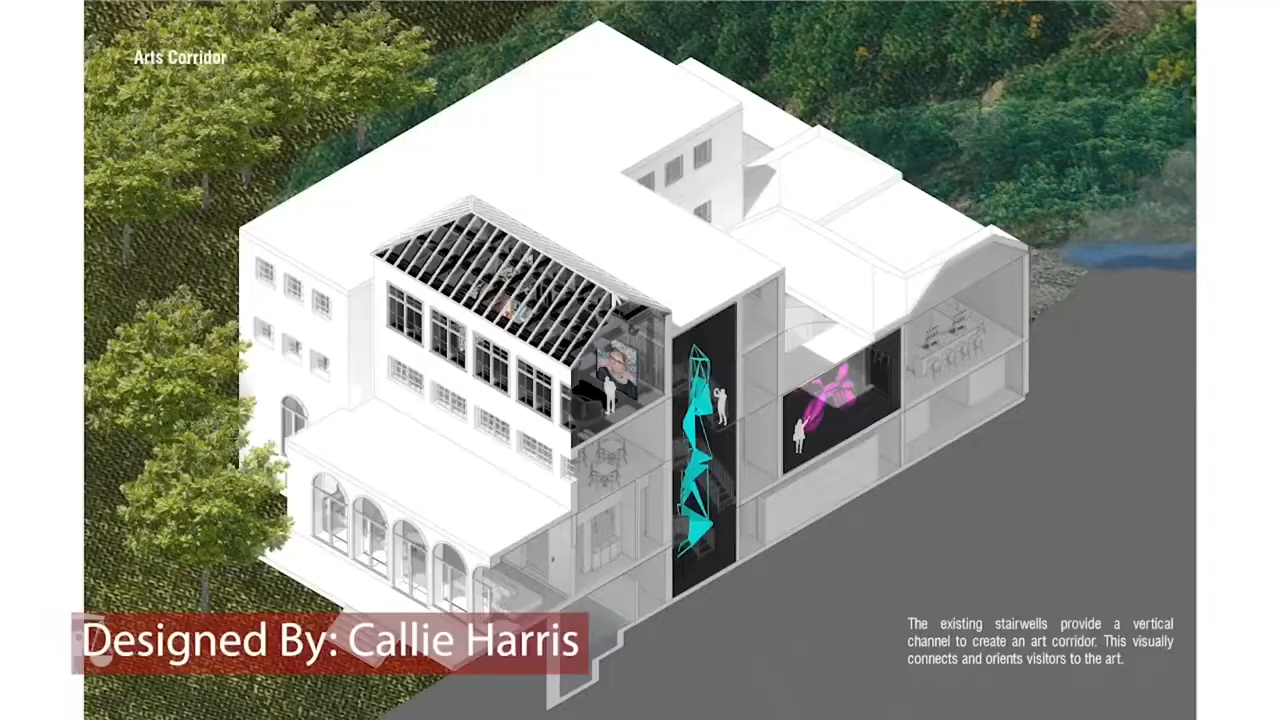 Arts Corridor
The existing stairwells provide a vertical
channel to create an art corridor. This visually
connects and orients visitors to the art.
Designed By: Callie Harris